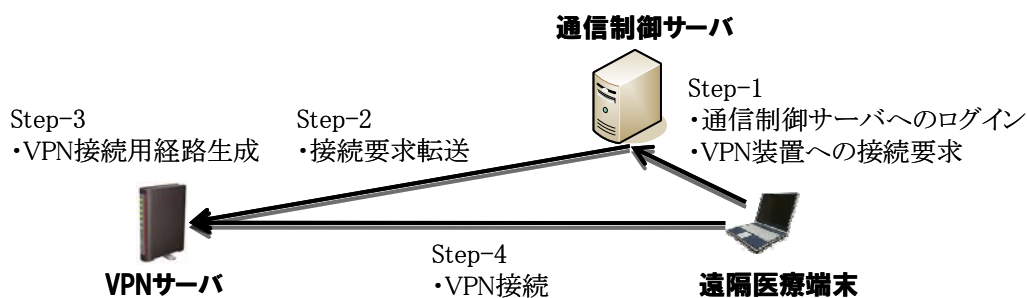 通信制御サーバ
Step-1
・通信制御サーバへのログイン
・VPN装置への接続要求
Step-2
・接続要求転送
Step-3
・VPN接続用経路生成
Step-4
・VPN接続
VPNサーバ
遠隔医療端末